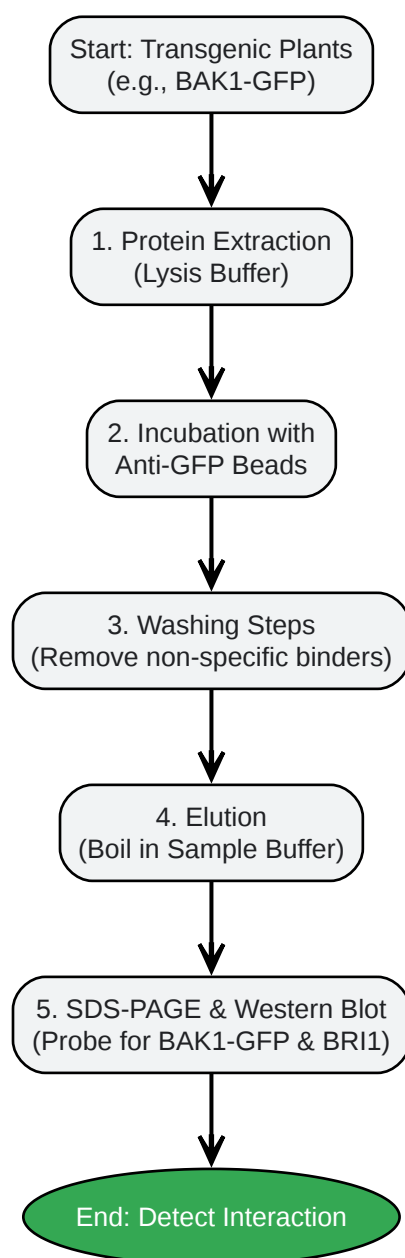 Start: Transgenic Plants
(e.g., BAK1-GFP)
1. Protein Extraction
(Lysis Buffer)
2. Incubation with
Anti-GFP Beads
3. Washing Steps
(Remove non-specific binders)
4. Elution
(Boil in Sample Buffer)
5. SDS-PAGE & Western Blot
(Probe for BAK1-GFP & BRI1)
End: Detect Interaction